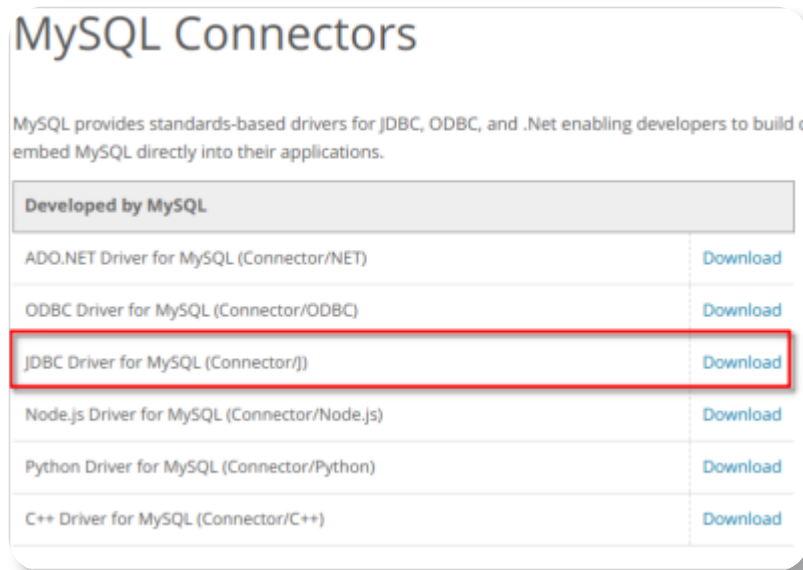 MySQL Connectors
MySQL provides standards-based drivers for JDBC, ODBC, and .Net enabling developers to build
embed MySQL directly into their applications.
Developed by MySQL
ADO.NET Driver for MySQL (Connector/NET) Download
ODBC Driver for MySQL (Connector/ODBC) Download
JDBC Driver for MySQL (Connector/J) Download
Node.js Driver for MySQL (Connector/Node.js) Download
Python Driver for MySQL (Connector/Python) Download
C++ Driver for MySQL (Connector/C++) Download